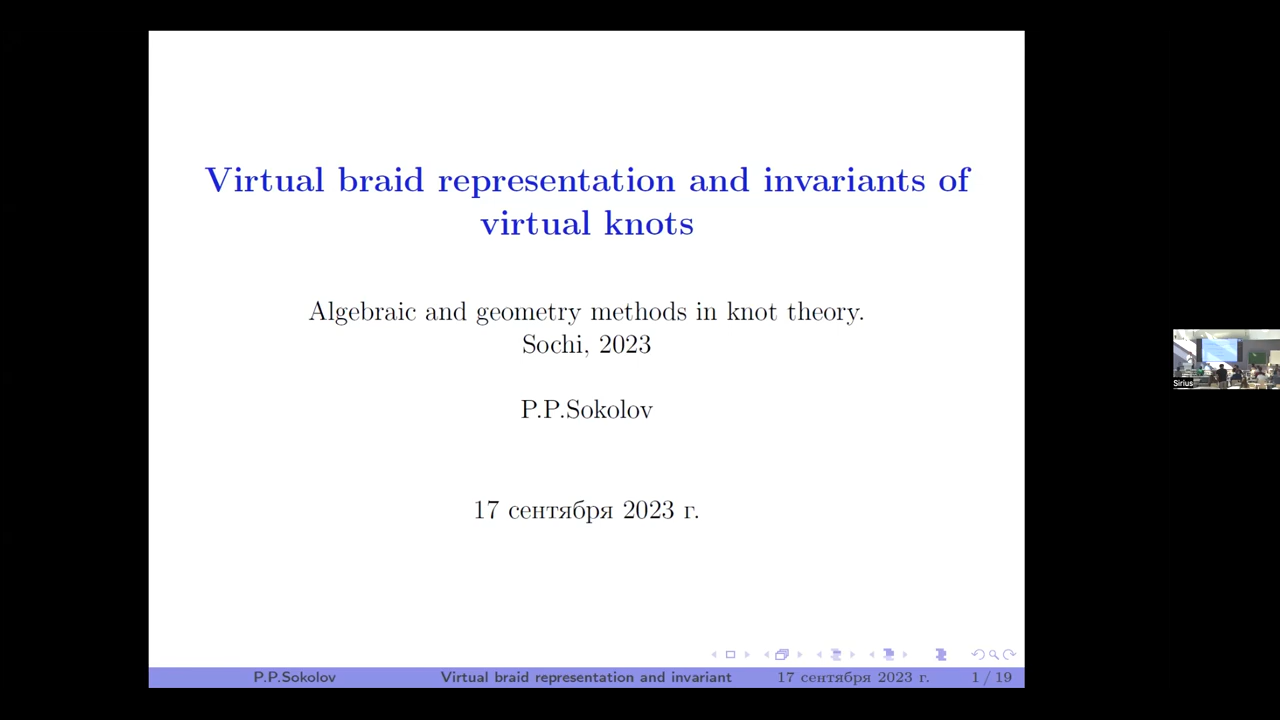 Virtual braid representation and invariants of
virtual knots
Algebraic and geometry methods in knot theory.
Sochi, 2023
P.P.Sokolov
17 сентября 2023 г.
Sirius
P.P.Sokolov Virtual braid representation and invariant 17 сентября 2023 г. 1 / 19